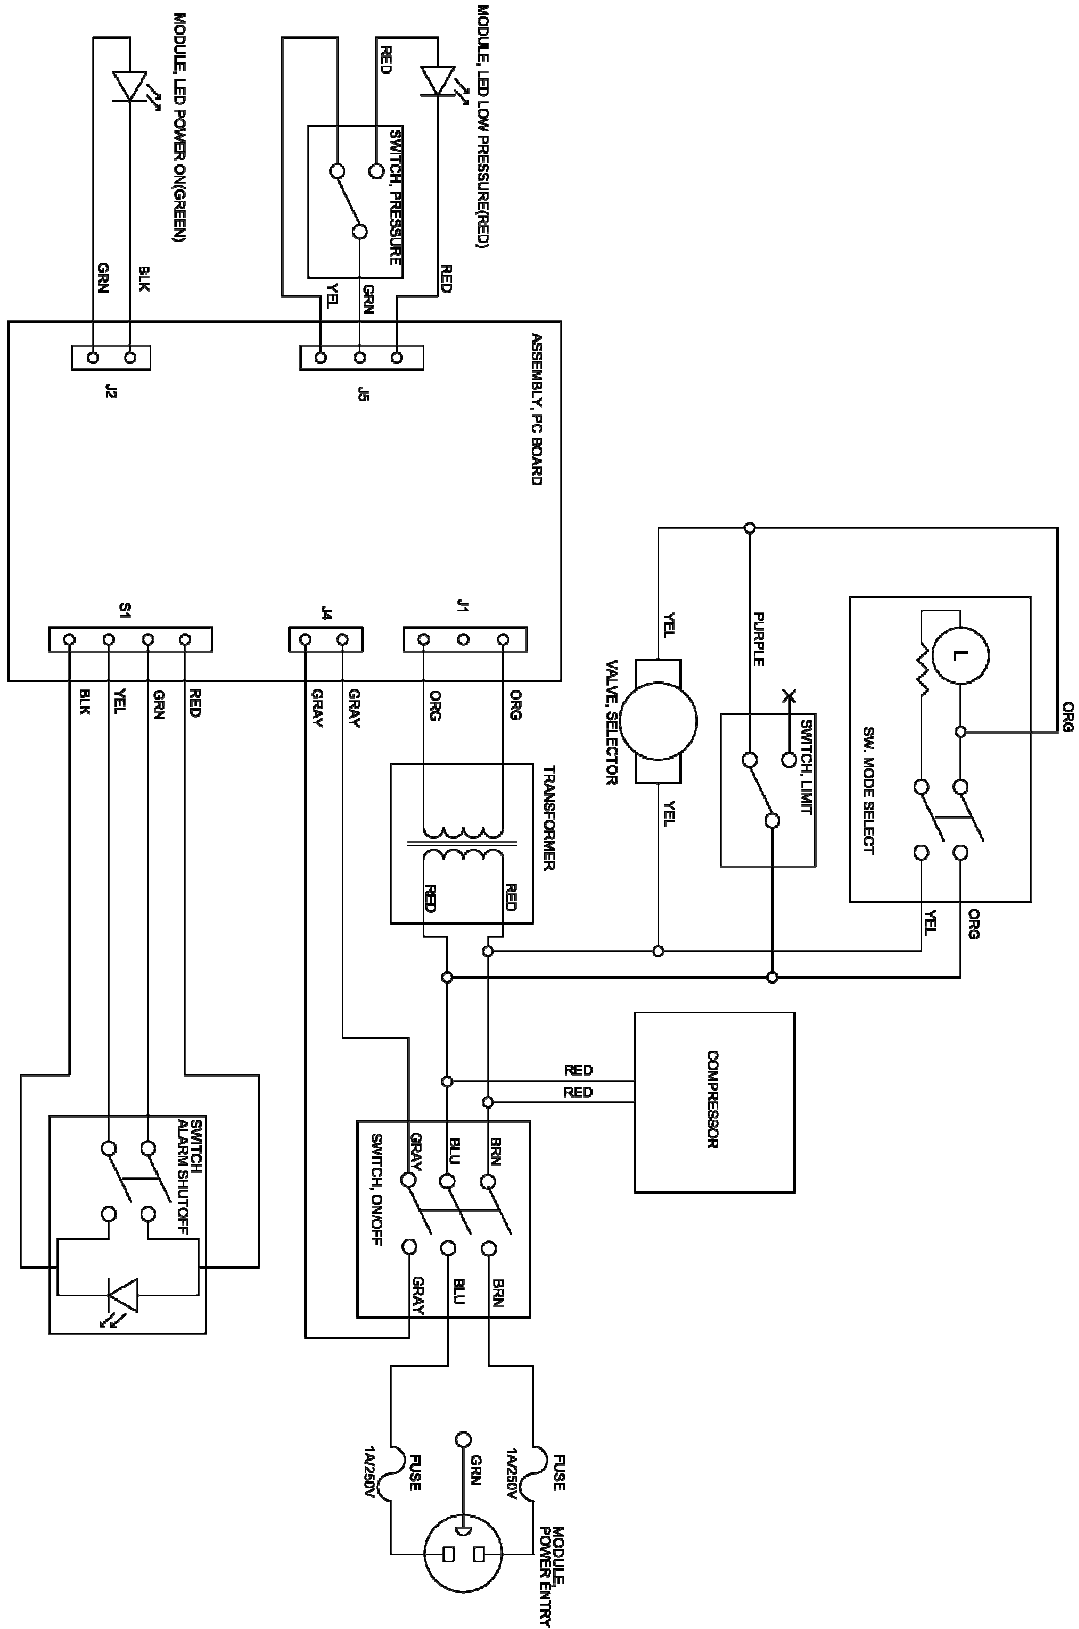 MODULE, LED POWER ON(GREEN)
GRN
BLK
MODULE, LED LOW PRESSURE(RED)
RED
SWITCH, PRESSURE
YEL
GRN
RED
ASSEMBLY, PC BOARD
J2
J5
S1
J4
J1
BLK
YEL
GRN
RED
GRAY
GRAY
ORG
ORG
TRANSFORMER
RED
RED
YEL
VALVE, SELECTOR
YEL
PURPLE
SWITCH, LIMIT
L
SW. MODE SELECT
ORG
YEL
ORG
COMPRESSOR
RED
RED
SWITCH
ALARM SHUTOFF
SWITCH, ON/OFF
GRAY
BLU
BRN
GRAY
BLU
BRN
FUSE
1A/250V
GRN
FUSE
1A/250V
MODULE,
POWER ENTRY